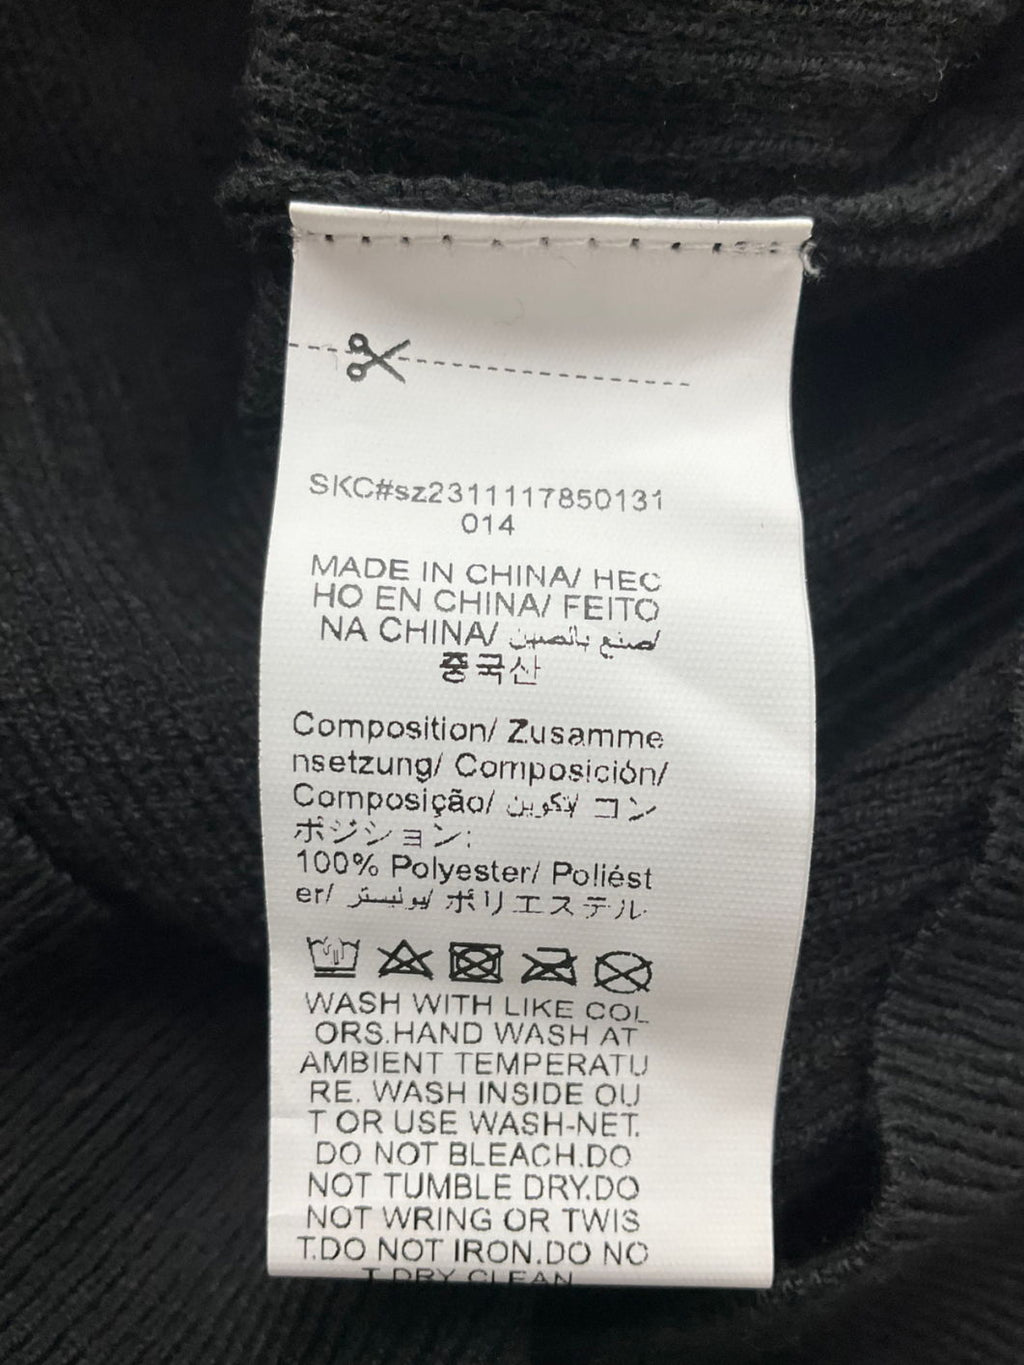 SKC#sz2311117850131
014
MADE IN CHINA/ HEC
HO EN CHINA/ FEITO
NA CHINA/ صنع بالصين/
중국산
Composition/ Zusamme
nsetzung/ Composición/
Composição/ تكوين/ コン
ポジション:
100% Polyester/ Poliést
er/ بوليستر/ ポリエステル
WASH WITH LIKE COL
ORS.HAND WASH AT
AMBIENT TEMPERATU
RE. WASH INSIDE OU
T OR USE WASH-NET.
DO NOT BLEACH.DO
NOT TUMBLE DRY.DO
NOT WRING OR TWIS
T.DO NOT IRON.DO NO
T DRY CLEAN